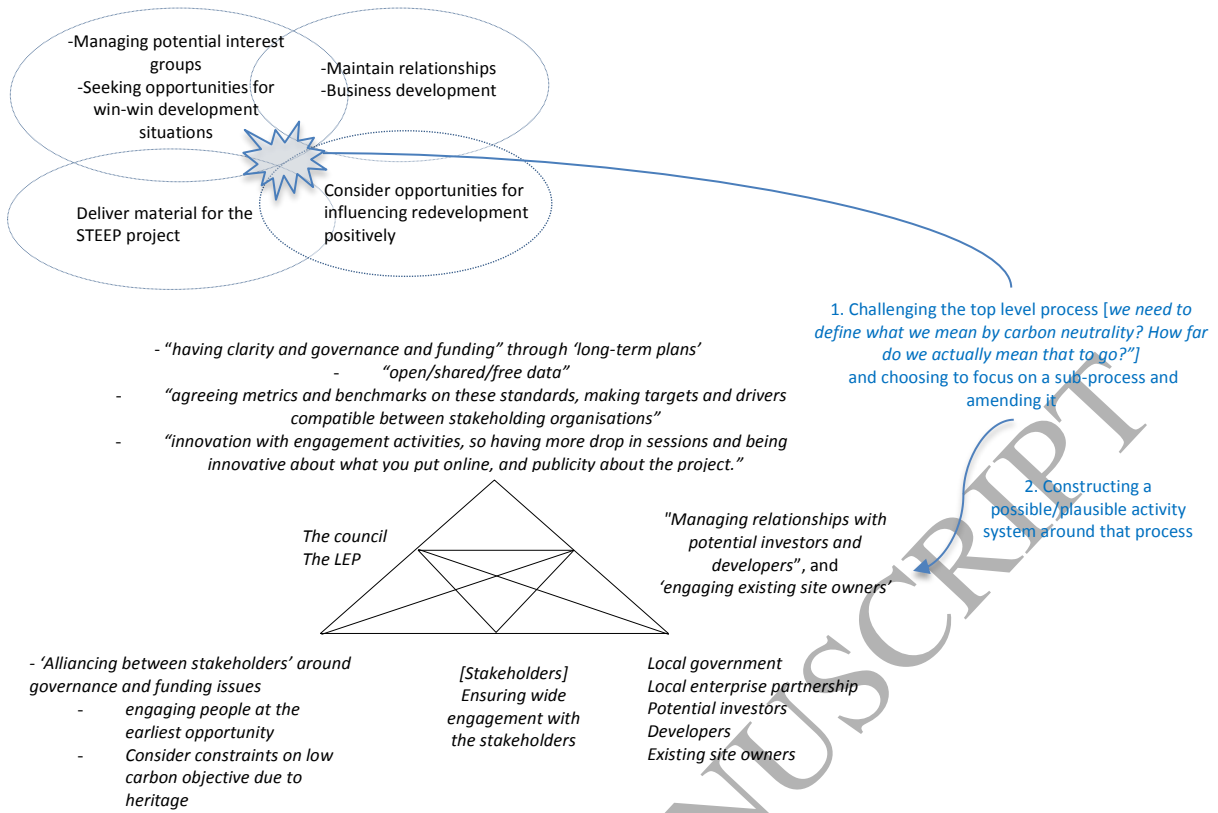 -Managing potential interest
groups
-Seeking opportunities for
win-win development
situations
-Maintain relationships
-Business development
Deliver material for the
STEEP project
Consider opportunities for
influencing redevelopment
positively
1. Challenging the top level process [we need to
define what we mean by carbon neutrality? How far
do we actually mean that to go?”]
and choosing to focus on a sub-process and
amending it
2. Constructing a
possible/plausible activity
system around that process
- “having clarity and governance and funding” through ‘long-term plans’
- “open/shared/free data”
- “agreeing metrics and benchmarks on these standards, making targets and drivers
compatible between stakeholding organisations”
- “innovation with engagement activities, so having more drop in sessions and being
innovative about what you put online, and publicity about the project.”
The council
The LEP
"Managing relationships with
potential investors and
developers”, and
‘engaging existing site owners’
- ‘Alliancing between stakeholders’ around
governance and funding issues
- engaging people at the
earliest opportunity
- Consider constraints on low
carbon objective due to
heritage
[Stakeholders]
Ensuring wide
engagement with
the stakeholders
Local government
Local enterprise partnership
Potential investors
Developers
Existing site owners
NUSCRIPT